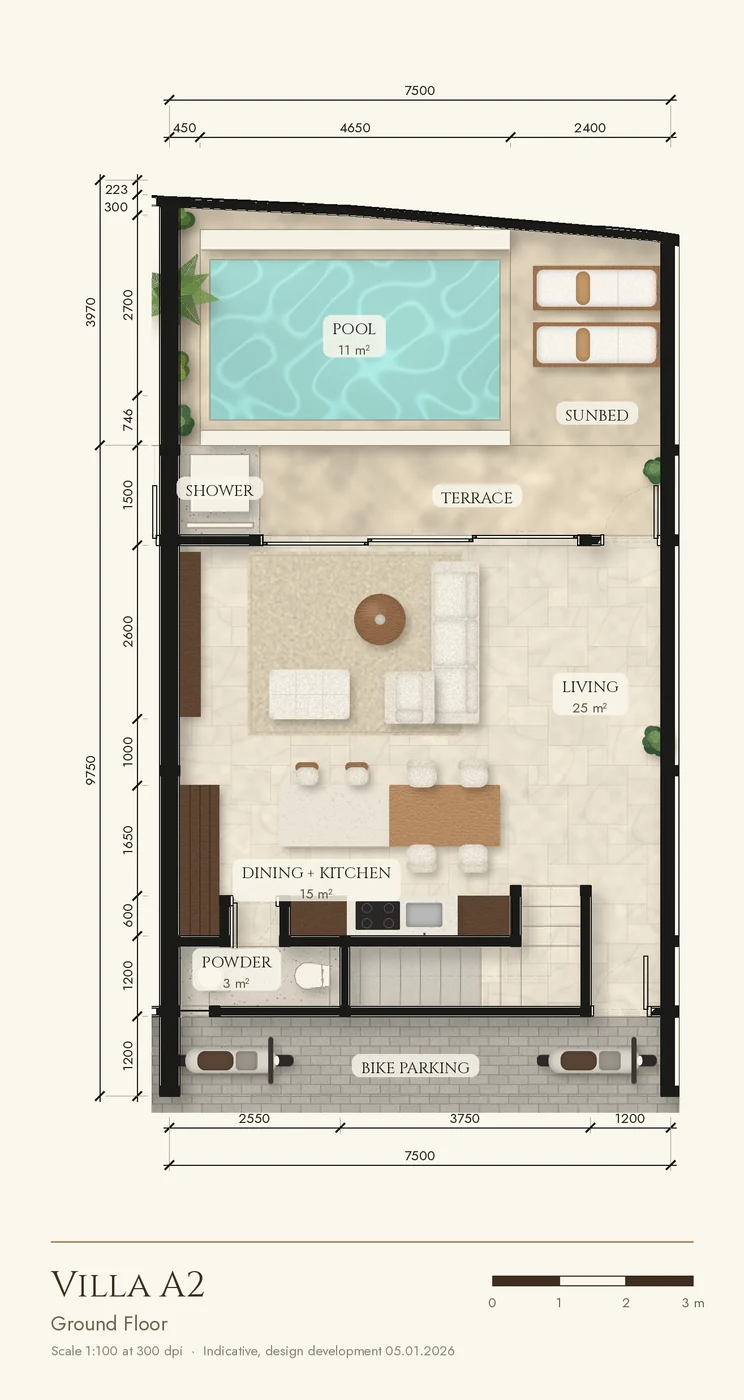 7500
450 4650 2400
223
300
3970
2700
POOL
11 m²
746
SUNBED
1500
SHOWER
TERRACE
2600
LIVING
25 m²
9750
1000
1650
DINING + KITCHEN
15 m²
600
POWDER
3 m²
1200
1200
BIKE PARKING
2550 3750 1200
7500
VILLA A2
Ground Floor
Scale 1:100 at 300 dpi · Indicative, design development 05.01.2026
0 1 2 3 m